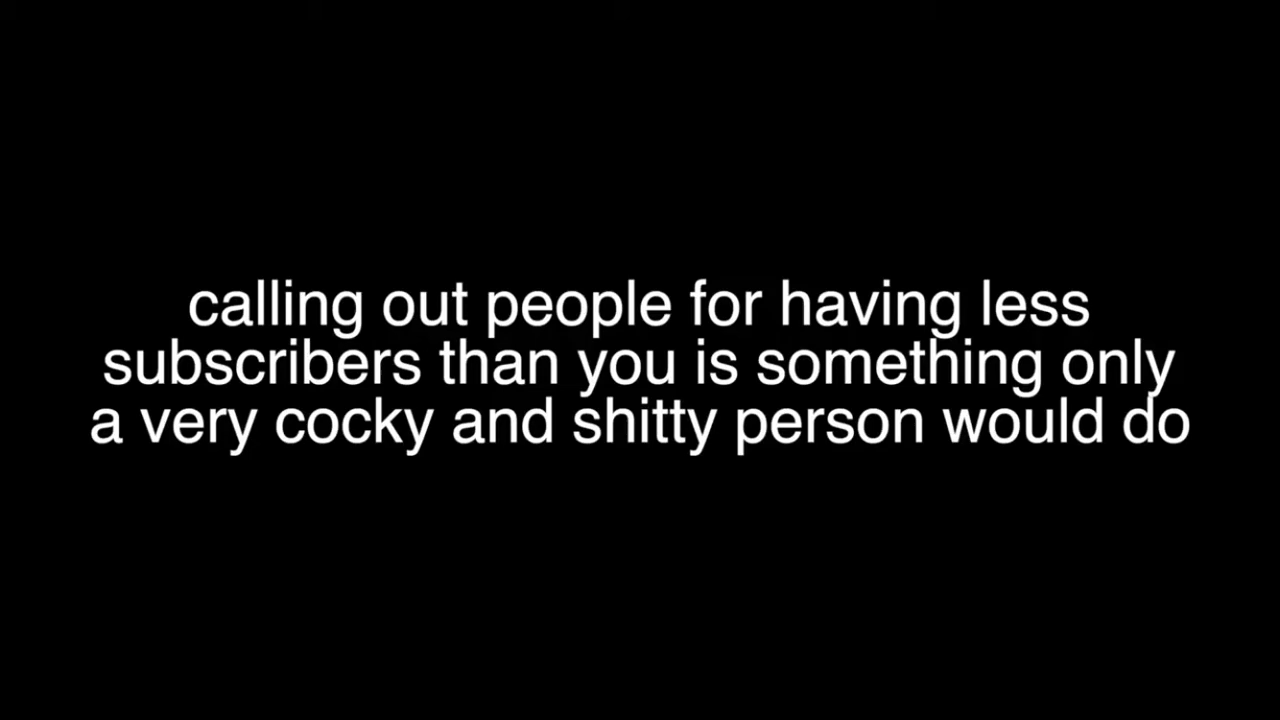 calling out people for having less
subscribers than you is something only
a very cocky and shitty person would do